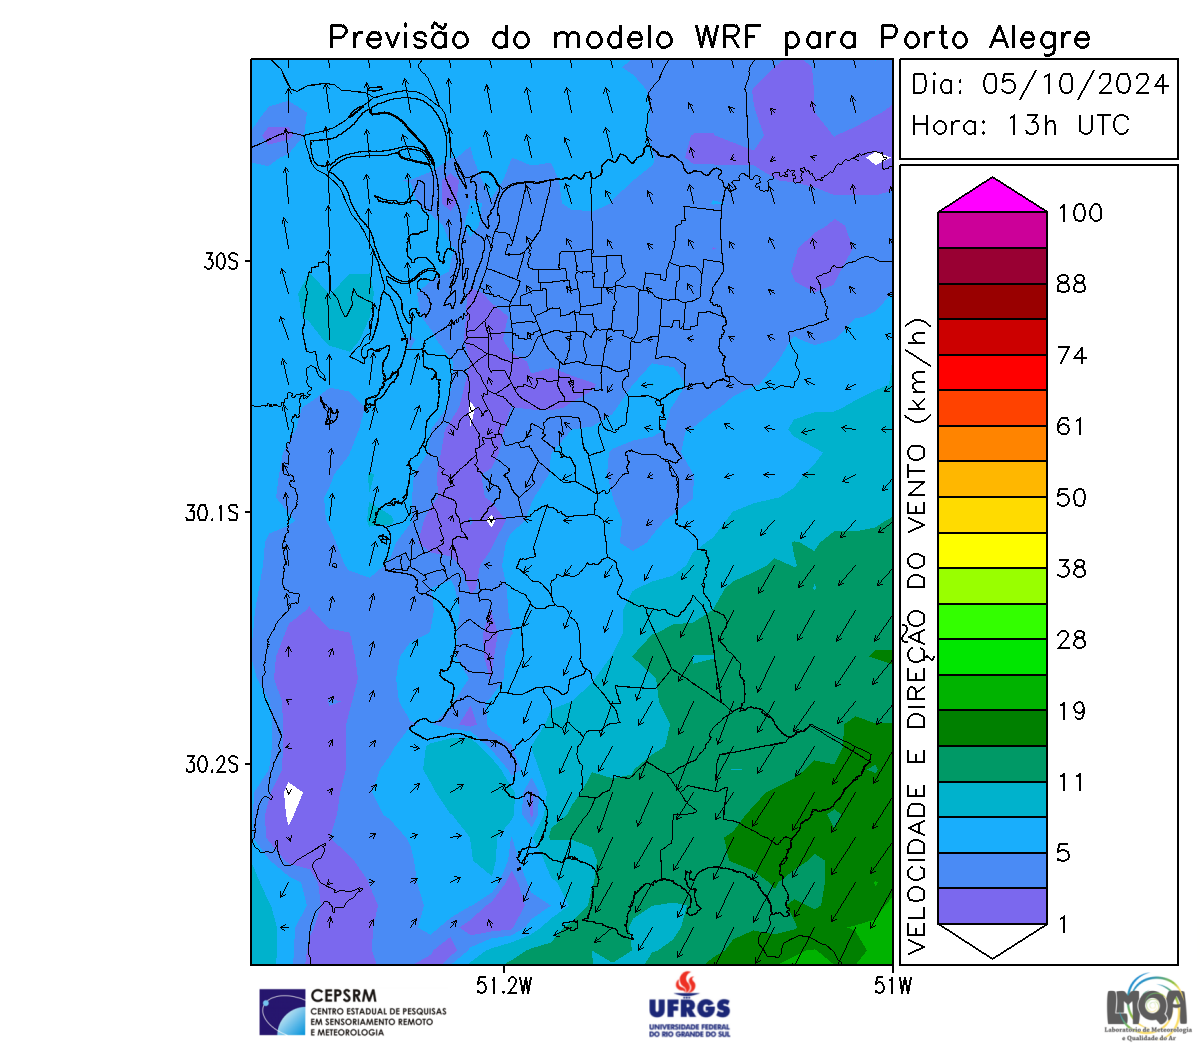 Previsão do modelo WRF para Porto Alegre
Dia: 05/10/2024
Hora: 13h UTC
30S
30.1S
30.2S
51.2W
51W
VELOCIDADE E DIREÇÃO DO VENTO (km/h)
100
88
74
61
50
38
28
19
11
5
1
CEPSRM
CENTRO ESTADUAL DE PESQUISAS
EM SENSORIAMENTO REMOTO
E METEOROLOGIA
UFRGS
UNIVERSIDADE FEDERAL
DO RIO GRANDE DO SUL
LMQA
Laboratório de Meteorologia
e Qualidade do Ar